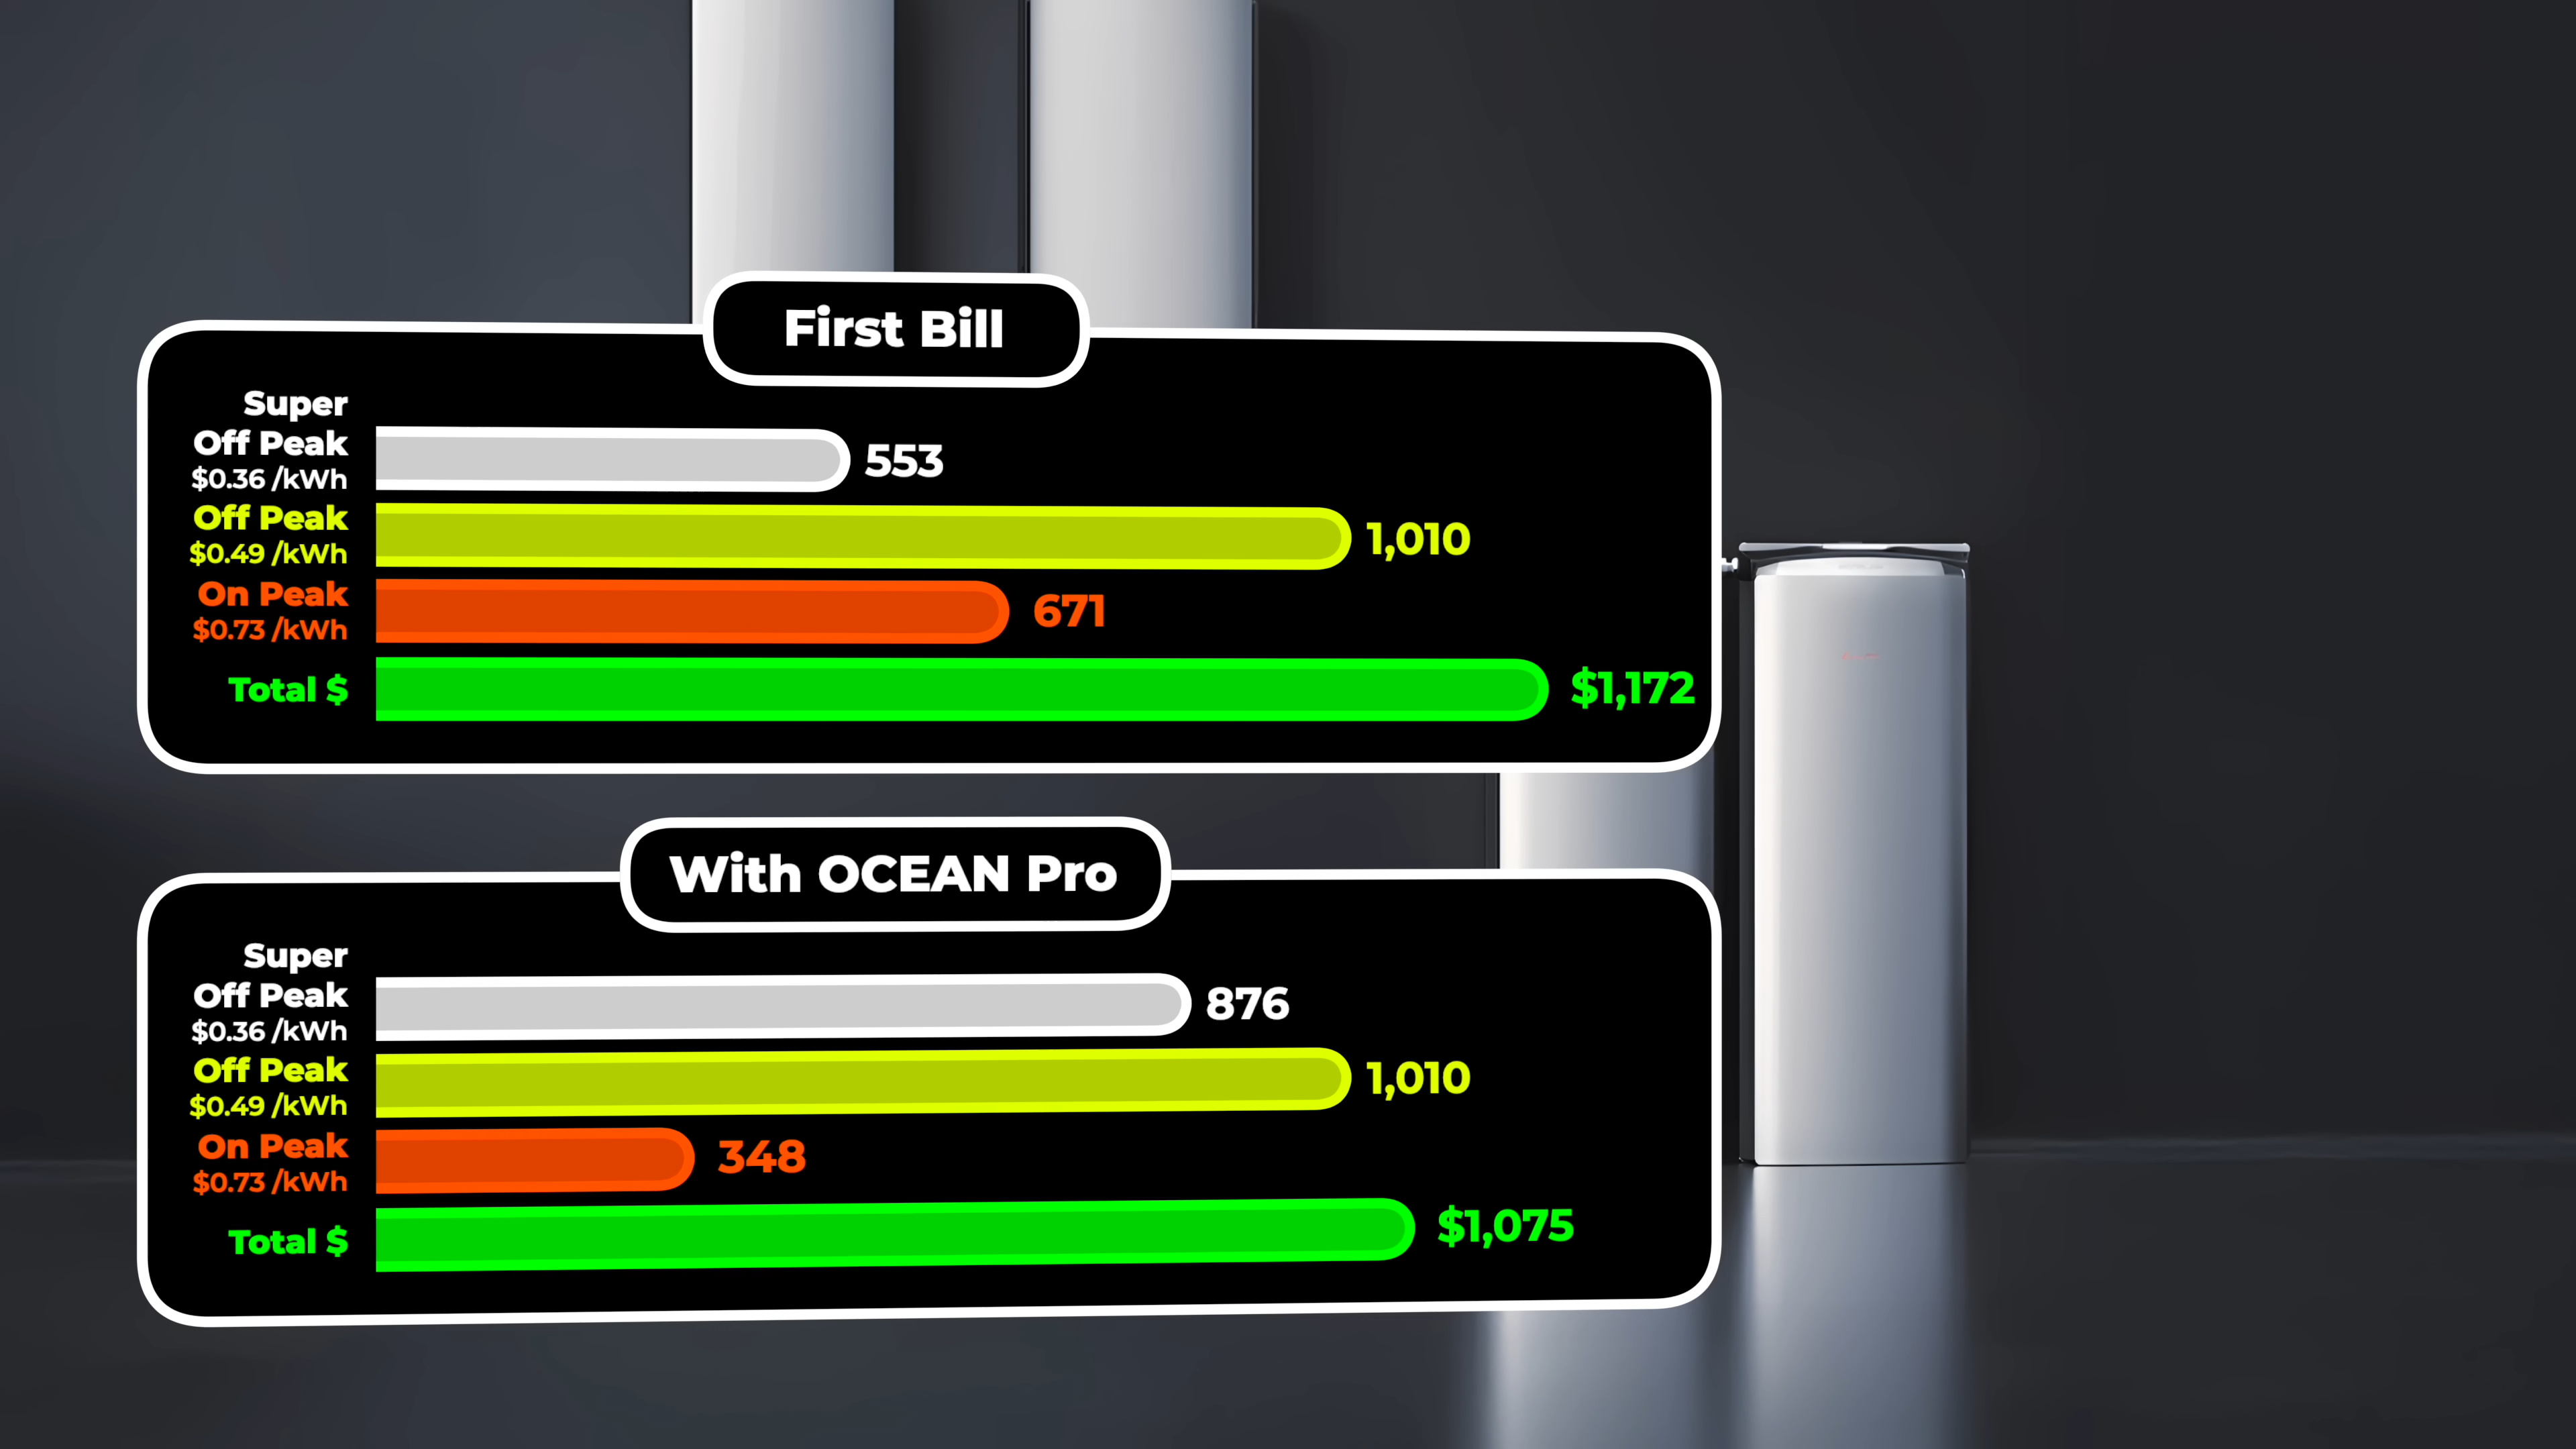 First Bill
Super
Off Peak
$0.36 /kWh
553
Off Peak
$0.49 /kWh
1,010
On Peak
$0.73 /kWh
671
Total $
$1,172
With OCEAN Pro
Super
Off Peak
$0.36 /kWh
876
Off Peak
$0.49 /kWh
1,010
On Peak
$0.73 /kWh
348
Total $
$1,075